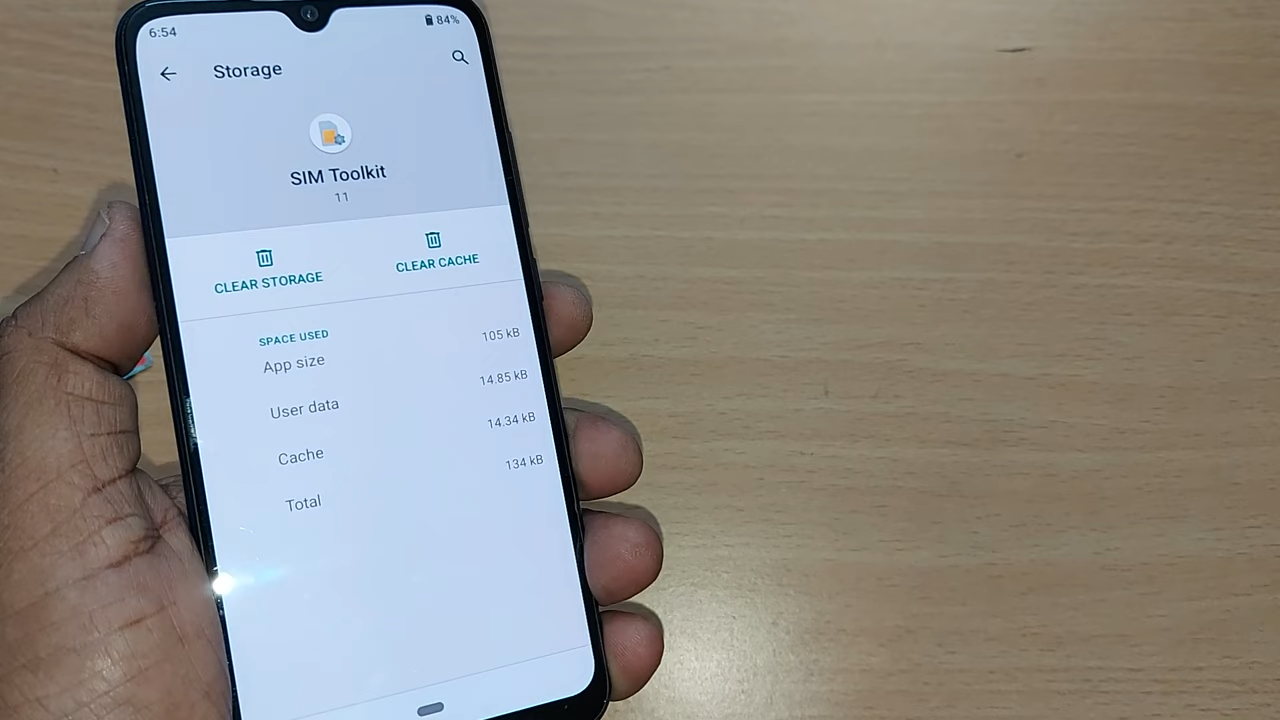 6:54
84%
Storage
SIM Toolkit
11
CLEAR STORAGE
CLEAR CACHE
SPACE USED
App size
105 kB
User data
14.85 kB
Cache
14.34 kB
Total
134 kB